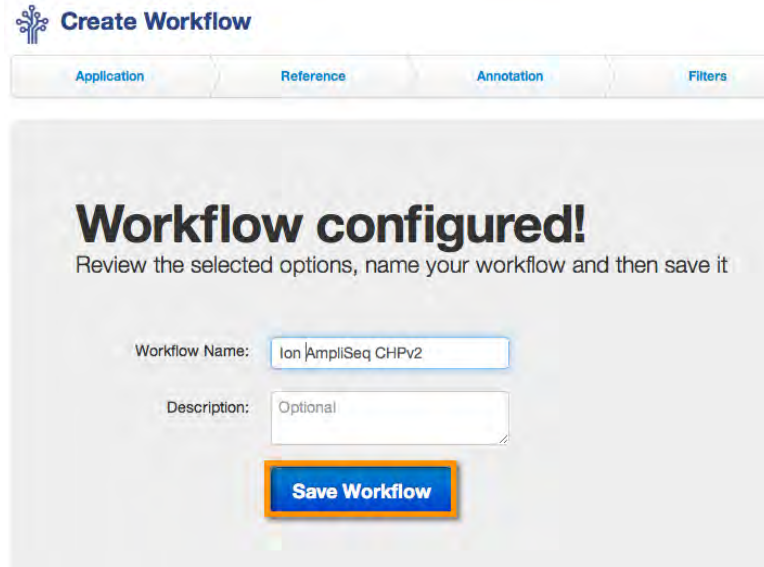 Create Workflow
Application Reference Annotation Filters
Workflow configured!
Review the selected options, name your workflow and then save it
Workflow Name: Ion AmpliSeq CHPv2
Description: Optional
Save Workflow